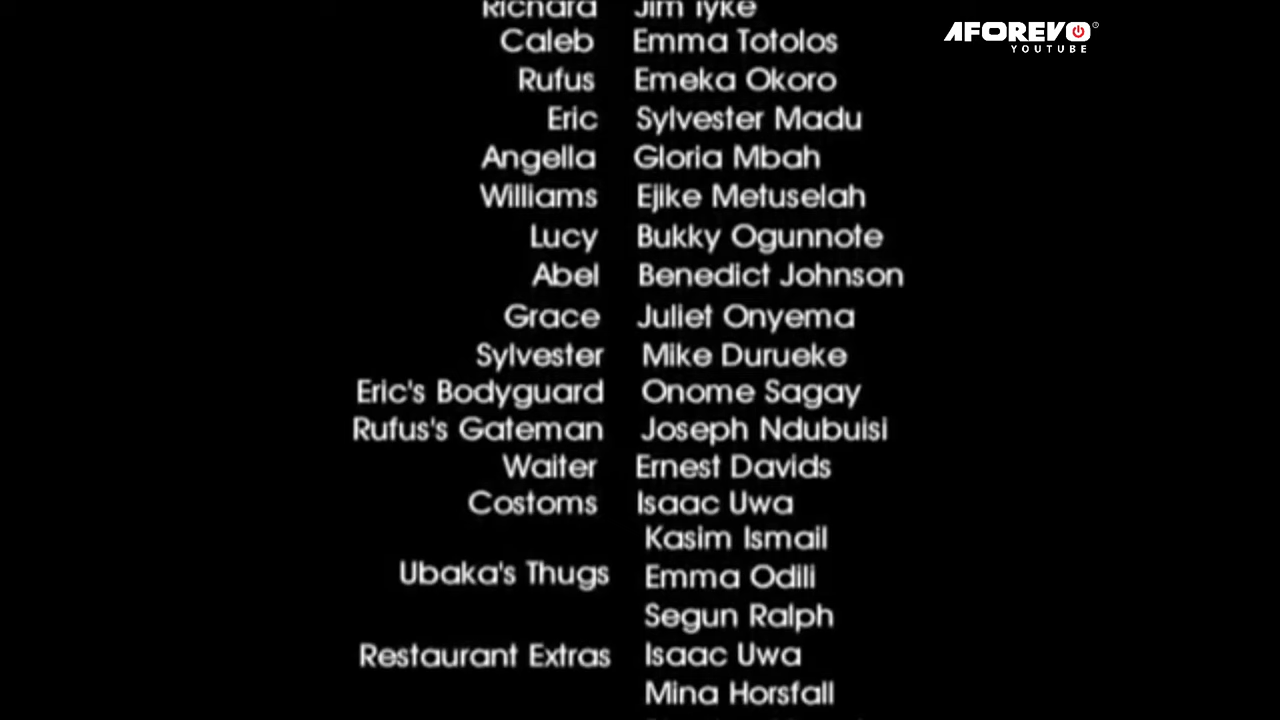 Richard Jim Iyke
AFOREVO
YOUTUBE
Caleb Emma Totolos
Rufus Emeka Okoro
Eric Sylvester Madu
Angella Gloria Mbah
Williams Ejike Metuselah
Lucy Bukky Ogunnote
Abel Benedict Johnson
Grace Juliet Onyema
Sylvester Mike Durueke
Eric's Bodyguard Onome Sagay
Rufus's Gateman Joseph Ndubuisi
Waiter Ernest Davids
Costoms Isaac Uwa
Kasim Ismail
Ubaka's Thugs Emma Odili
Segun Ralph
Restaurant Extras Isaac Uwa
Mina Horsfall